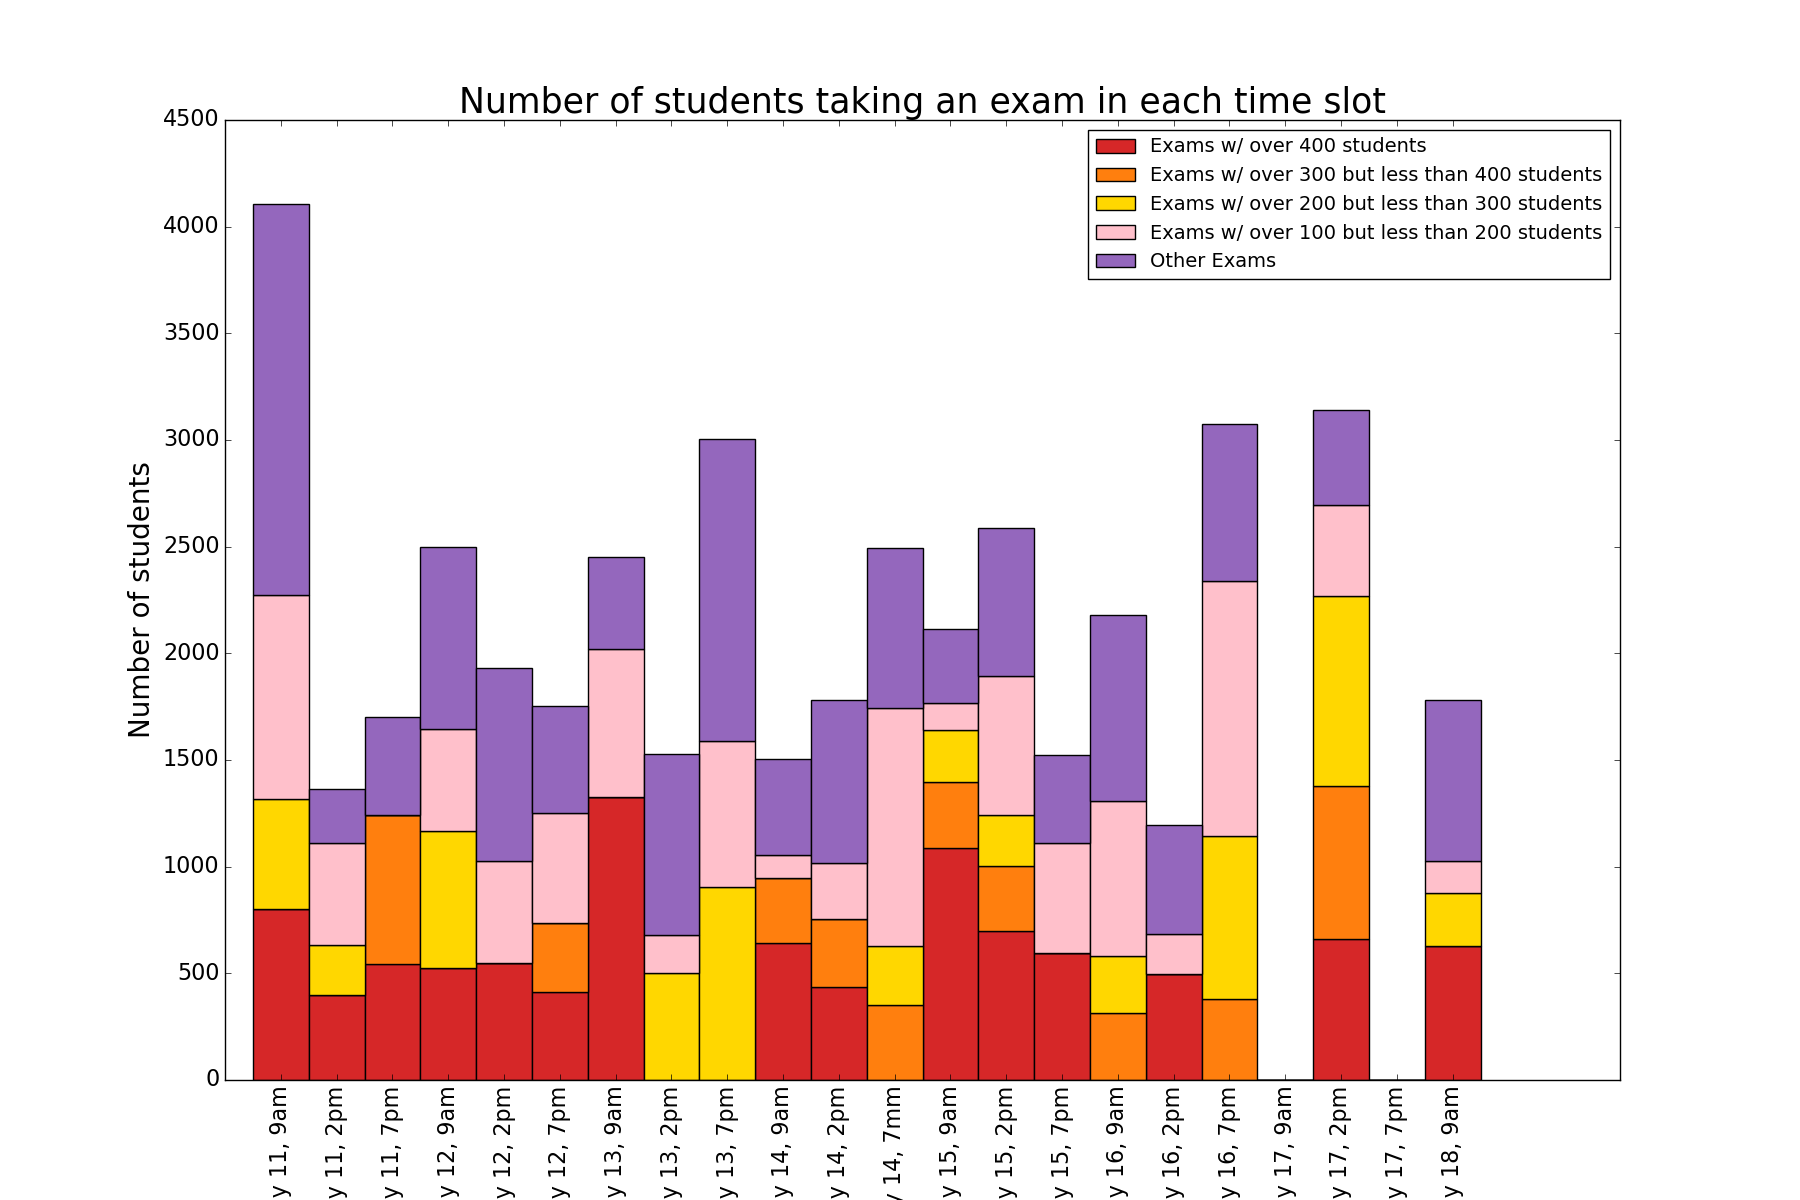 Number of students taking an exam in each time slot
Exams w/ over 400 students
Exams w/ over 300 but less than 400 students
Exams w/ over 200 but less than 300 students
Exams w/ over 100 but less than 200 students
Other Exams
Number of students
4500
4000
3500
3000
2500
2000
1500
1000
500
0
y 11, 9am
y 11, 2pm
y 11, 7pm
y 12, 9am
y 12, 2pm
y 12, 7pm
y 13, 9am
y 13, 2pm
y 13, 7pm
y 14, 9am
y 14, 2pm
y 14, 7mm
y 15, 9am
y 15, 2pm
y 15, 7pm
y 16, 9am
y 16, 2pm
y 16, 7pm
y 17, 9am
y 17, 2pm
y 17, 7pm
y 18, 9am